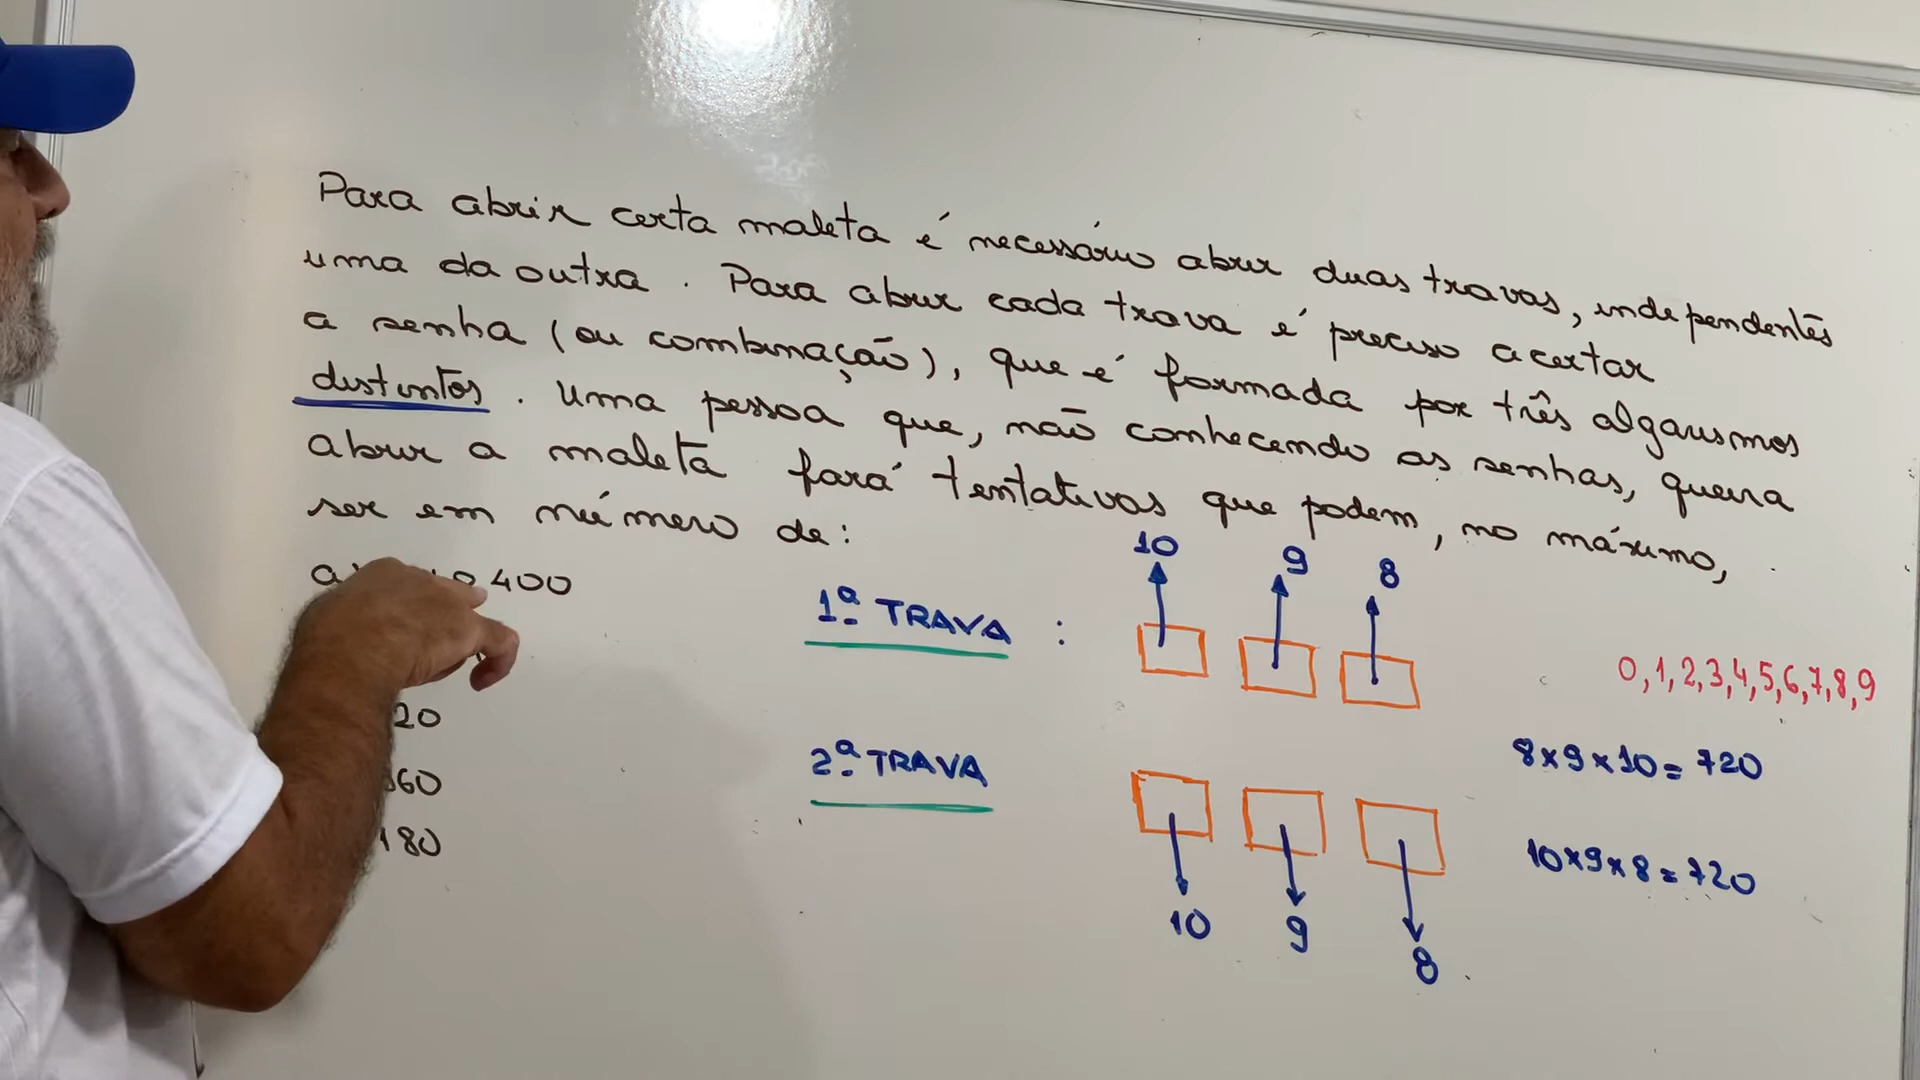 Para abrir certa maleta é necessário abrir duas travas, independentes
uma da outra. Para abrir cada trava é preciso acertar
a senha (ou combinação), que é formada por três algarismos
distintos. Uma pessoa que, não conhecendo as senhas, queira
abrir a maleta fará tentativas que podem, no máximo,
ser em número de:
400
20
60
180
1ª TRAVA :
10 9 8
0,1,2,3,4,5,6,7,8,9
2ª TRAVA
10 9 8
8x9x10=720
10x9x8=720